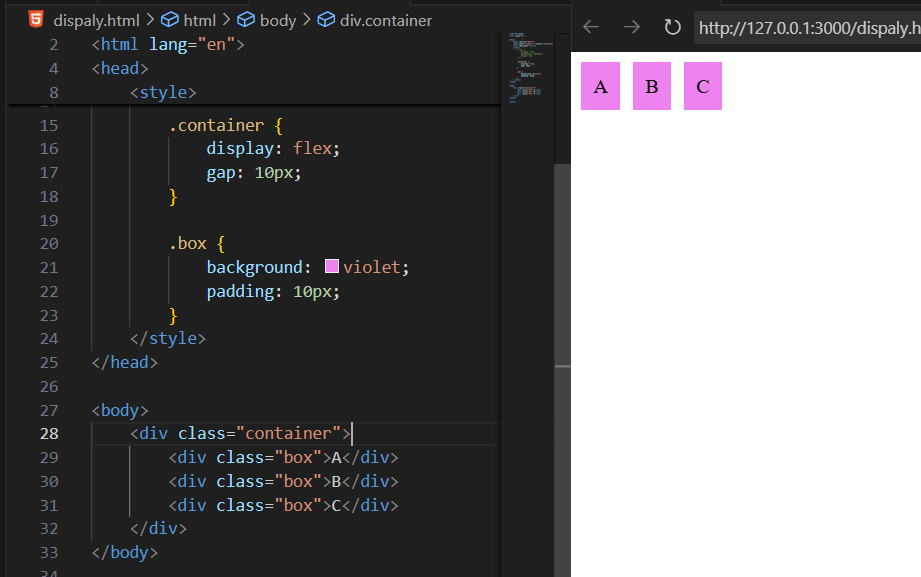 dispaly.html > html > body > div.container
2 <html lang="en">
4 <head>
8 <style>
15 .container {
16 display: flex;
17 gap: 10px;
18 }
19
20 .box {
21 background: violet;
22 padding: 10px;
23 }
24 </style>
25 </head>
26
27 <body>
28 <div class="container">
29 <div class="box">A</div>
30 <div class="box">B</div>
31 <div class="box">C</div>
32 </div>
33 </body>
34
http://127.0.0.1:3000/dispaly.h
A B C